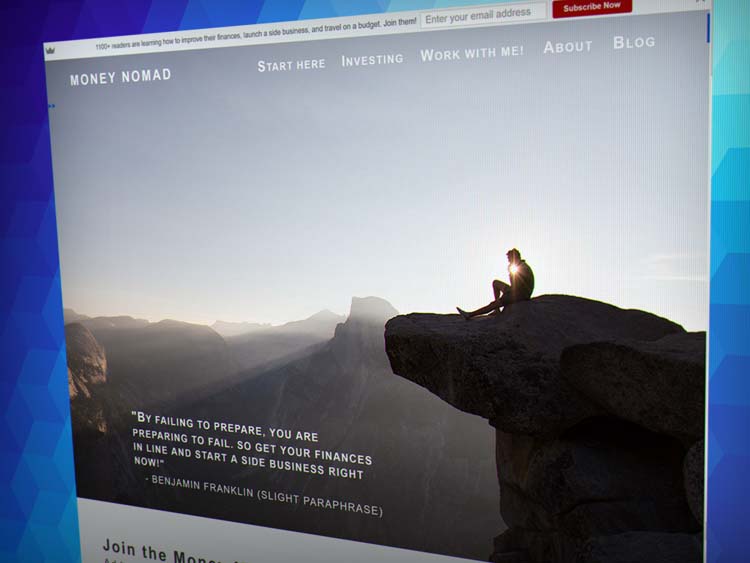 1100+ readers are learning how to improve their finances, launch a side business, and travel on a budget. Join them! Enter your email address Subscribe Now
MONEY NOMAD START HERE INVESTING WORK WITH ME! ABOUT BLOG
"BY FAILING TO PREPARE, YOU ARE
PREPARING TO FAIL. SO GET YOUR FINANCES
IN LINE AND START A SIDE BUSINESS RIGHT
NOW!"
- BENJAMIN FRANKLIN (SLIGHT PARAPHRASE)
Join the Money